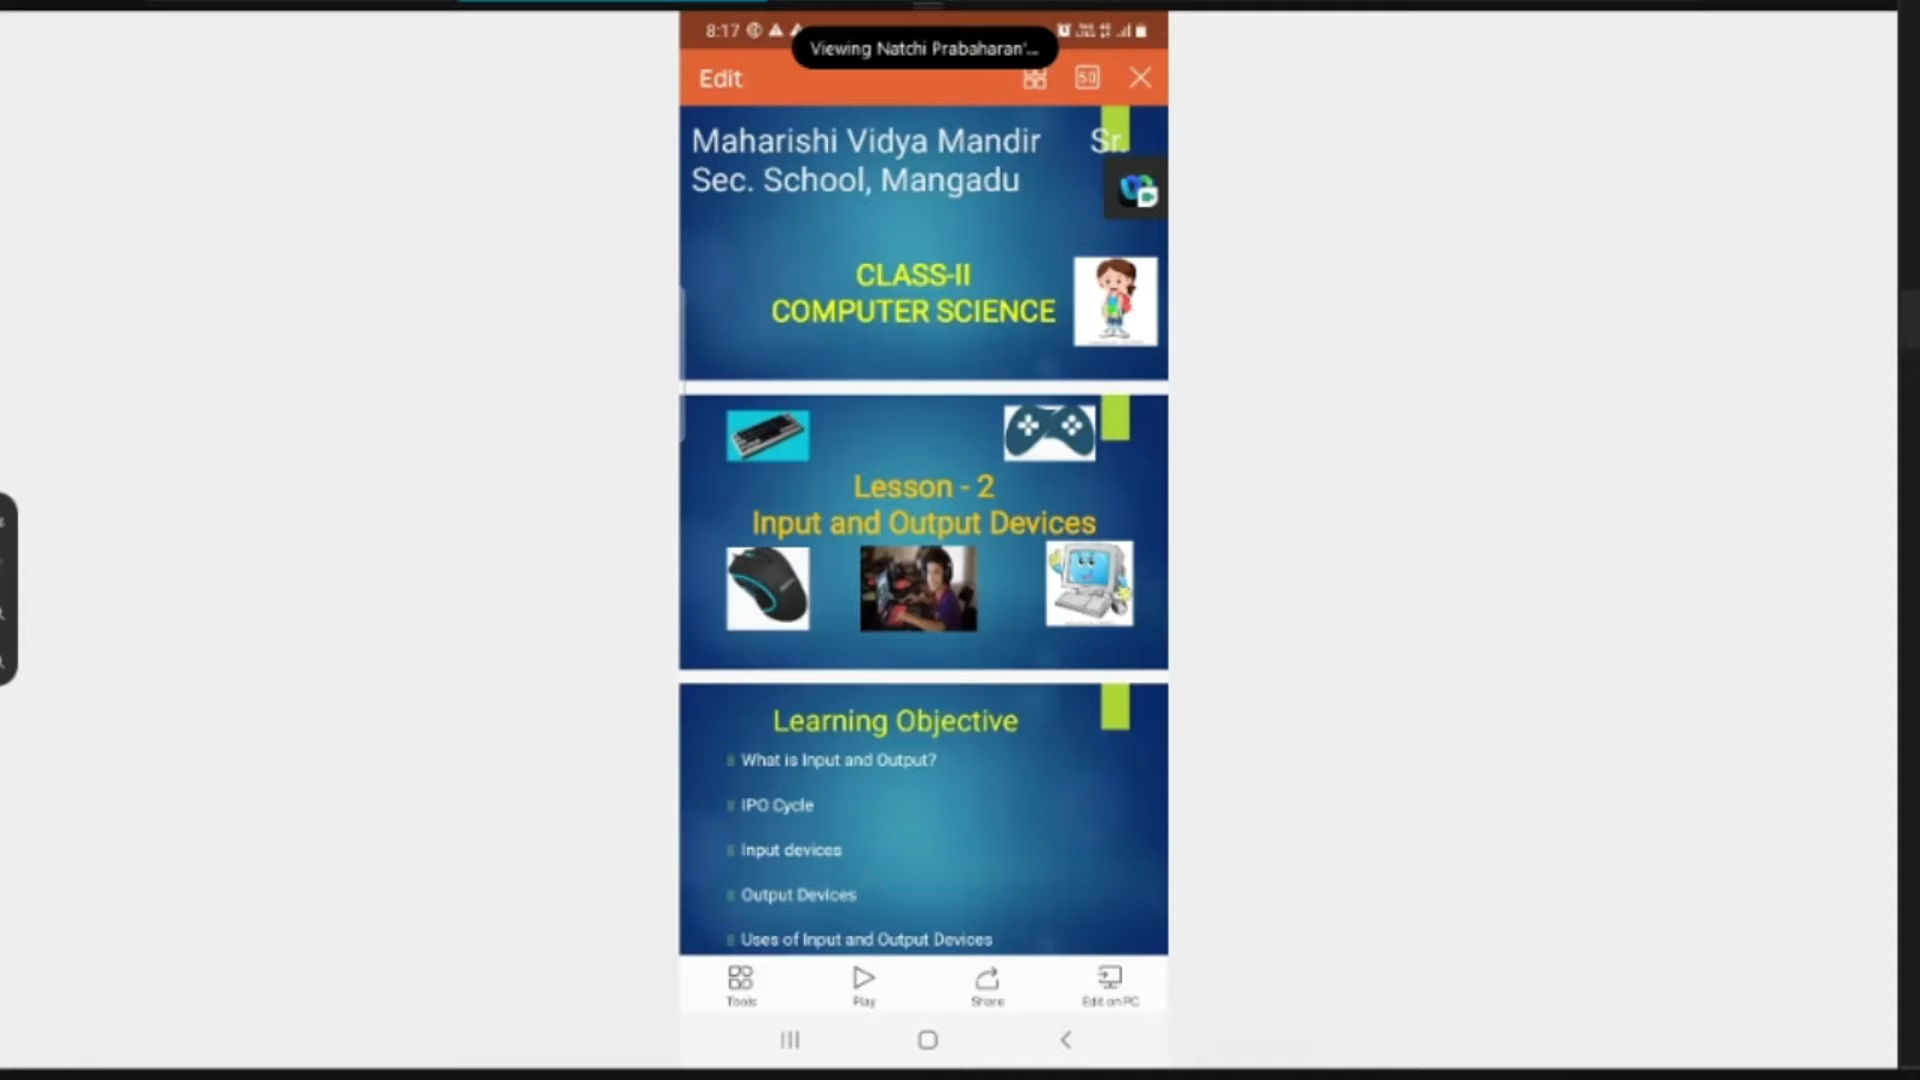 8:17
Viewing Natchi Prabaharan'...
Edit
50
Maharishi Vidya Mandir Sr.
Sec. School, Mangadu
CLASS-II
COMPUTER SCIENCE
Lesson - 2
Input and Output Devices
Learning Objective
What is Input and Output?
IPO Cycle
Input devices
Output Devices
Uses of Input and Output Devices
Tools
Play
Share
Edit on PC